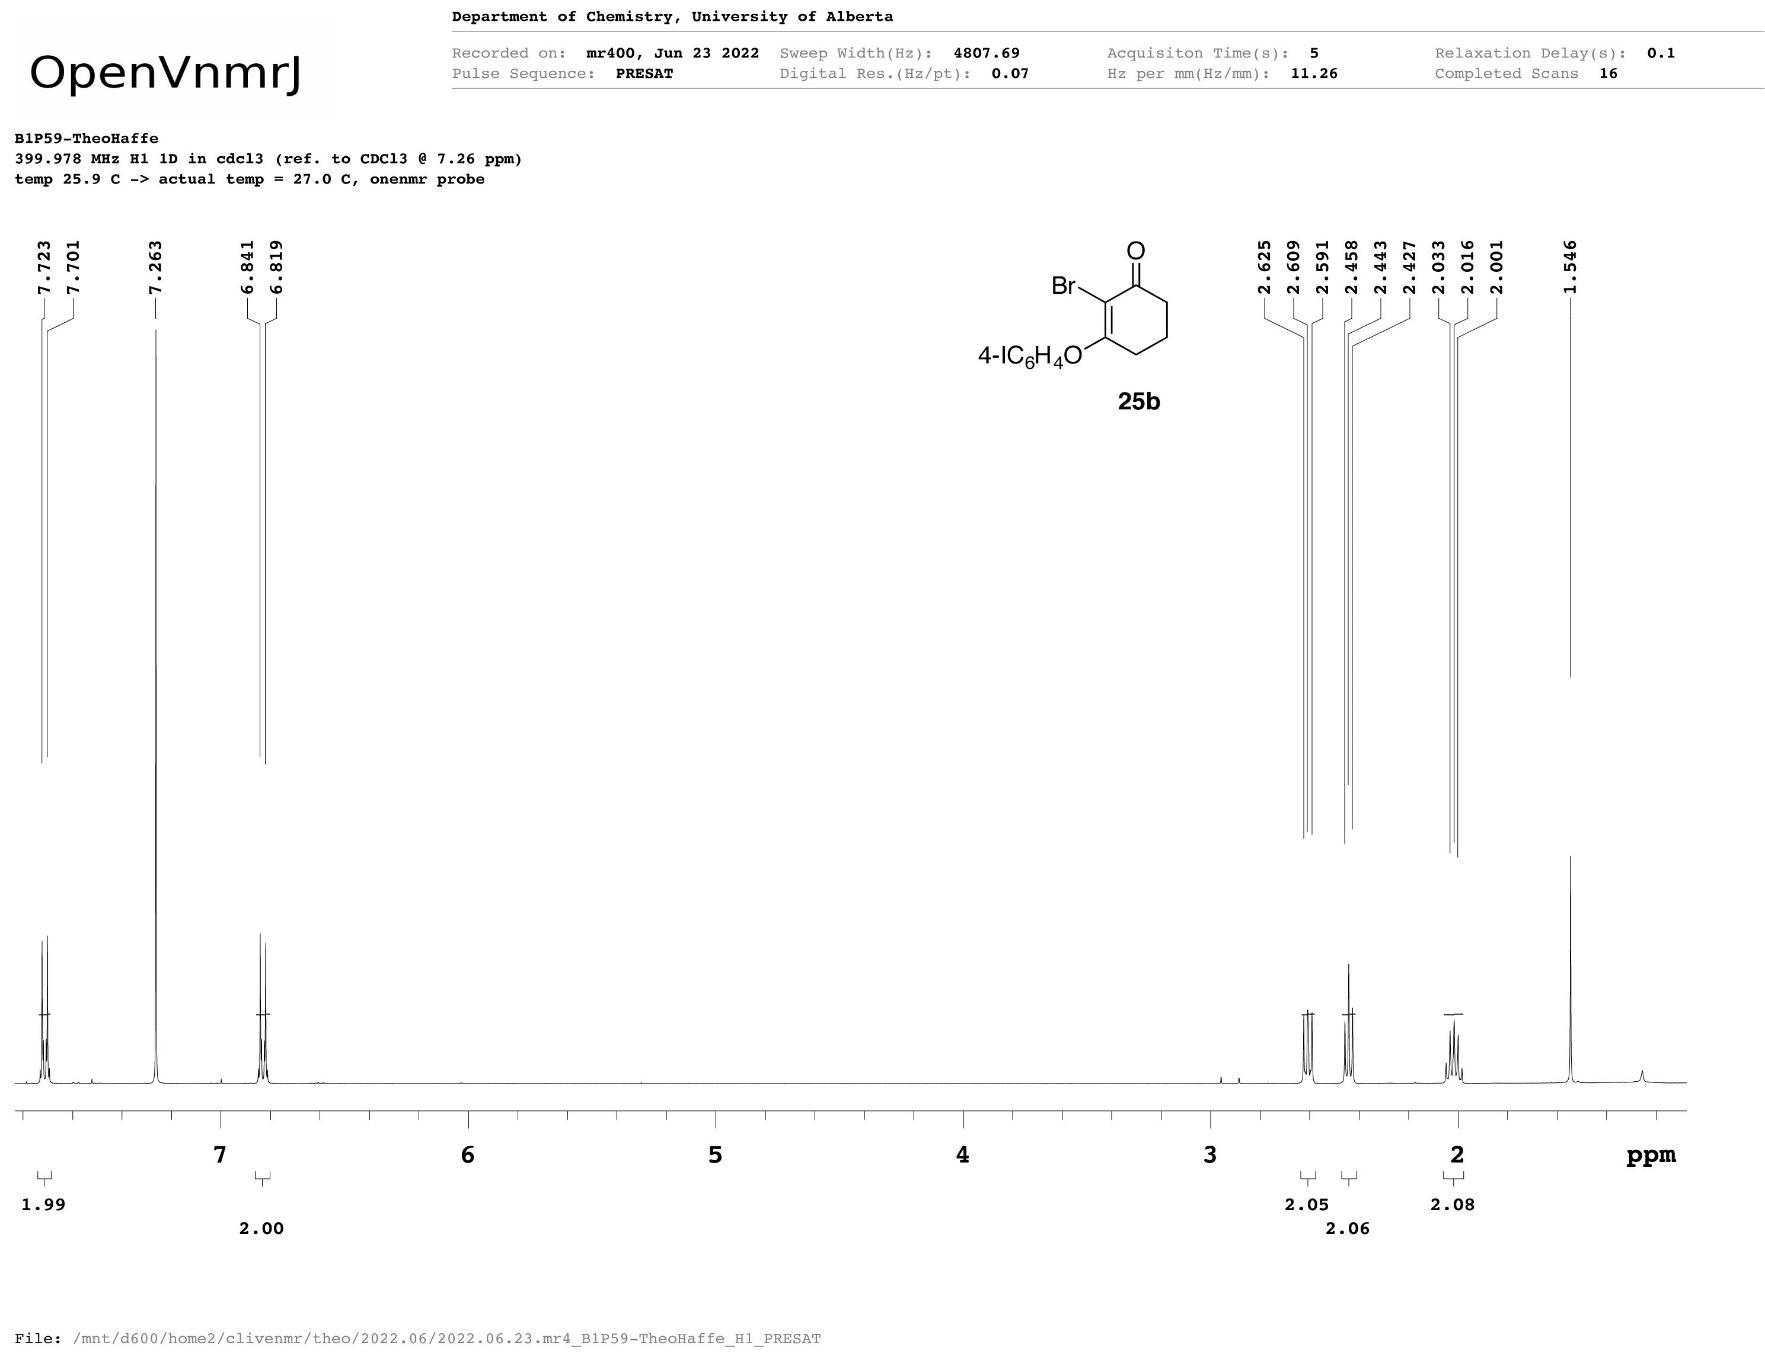 Department of Chemistry, University of Alberta
OpenVnmrJ
Recorded on: mr400, Jun 23 2022 Sweep Width(Hz): 4807.69 Acquisiton Time(s): 5 Relaxation Delay(s): 0.1
Pulse Sequence: PRESAT Digital Res.(Hz/pt): 0.07 Hz per mm(Hz/mm): 11.26 Completed Scans 16
B1P59-TheoHaffe
399.978 MHz H1 1D in cdcl3 (ref. to CDCl3 @ 7.26 ppm)
temp 25.9 C -> actual temp = 27.0 C, onenmr probe
7.723 7.701 7.263 6.841 6.819 2.625 2.609 2.591 2.458 2.443 2.427 2.033 2.016 2.001 1.546
O
Br
4-IC6H4O
25b
7 6 5 4 3 2 ppm
1.99 2.05 2.08
2.00 2.06
File: /mnt/d600/home2/clivenmr/theo/2022.06/2022.06.23.mr4_B1P59-TheoHaffe_H1_PRESAT